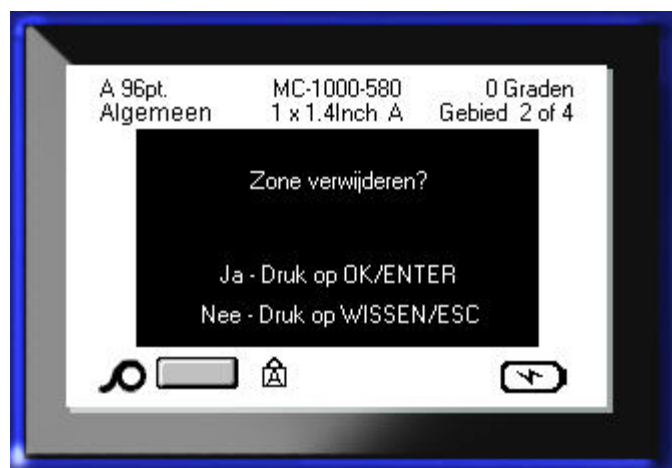 A 96pt. MC-1000-580 0 Graden
Algemeen 1 x 1.4Inch A Gebied 2 of 4
Zone verwijderen?
Ja - Druk op OK/ENTER
Nee - Druk op WISSEN/ESC
A